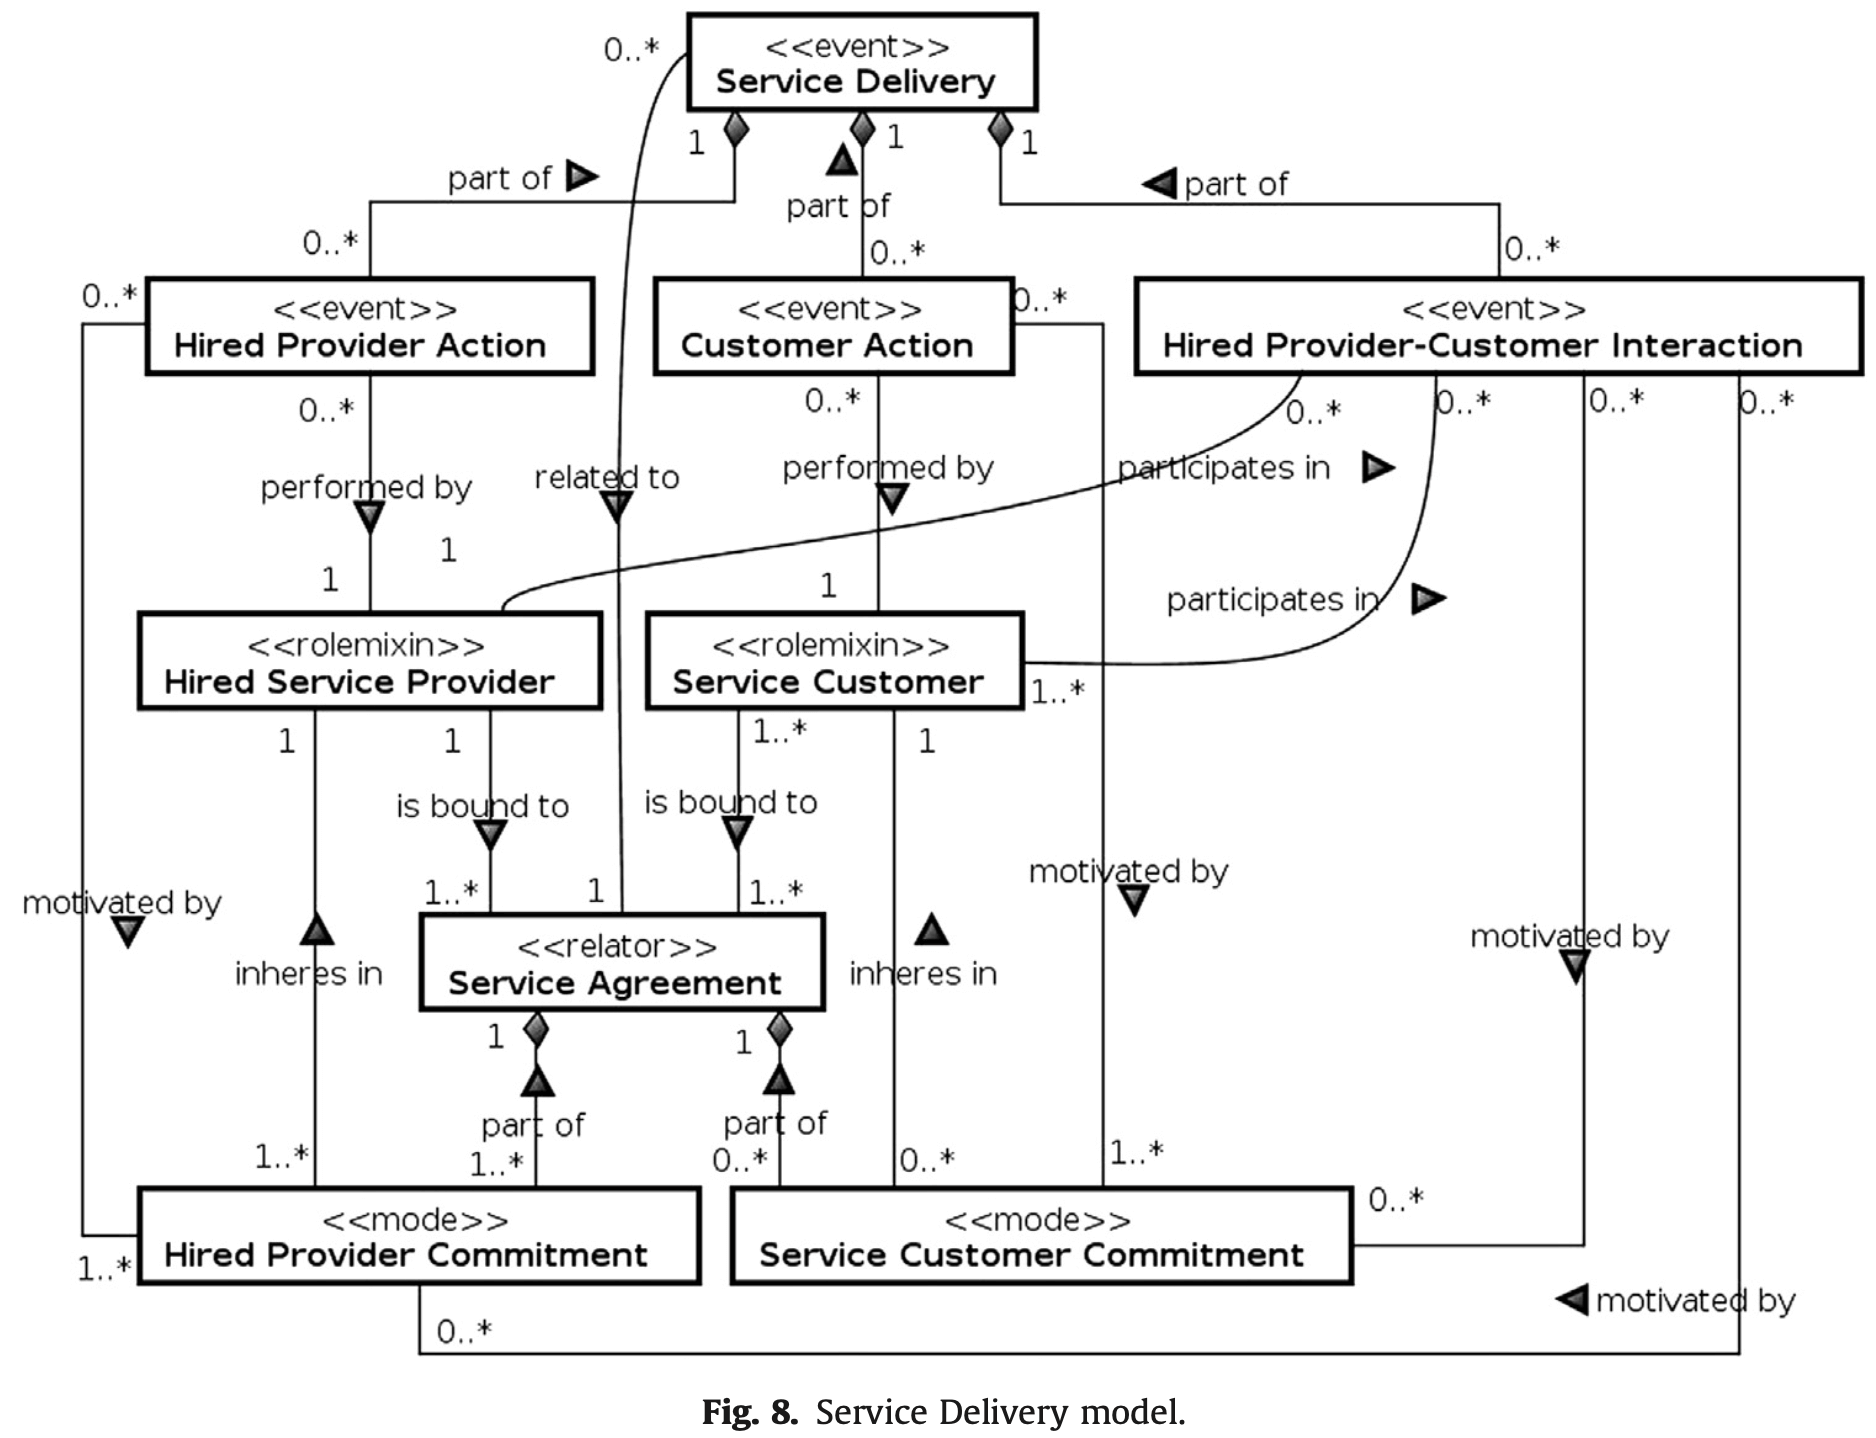 0..*
<<event>>
Service Delivery
1
1
1
part of
part of
part of
0..*
0..*
0..*
0..*
<<event>>
Hired Provider Action
<<event>>
Customer Action
0..*
<<event>>
Hired Provider-Customer Interaction
0..*
0..*
0..*
0..*
0..*
0..*
performed by
related to
performed by
participates in
1
1
1
participates in
<<rolemixin>>
Hired Service Provider
<<rolemixin>>
Service Customer
1..*
1
1
1..*
1
is bound to
is bound to
motivated by
1..*
1
1..*
motivated by
motivated by
<<relator>>
Service Agreement
inheres in
inheres in
1
1
part of
part of
1..*
1..*
0..*
0..*
1..*
<<mode>>
Hired Provider Commitment
<<mode>>
Service Customer Commitment
0..*
1..*
motivated by
0..*
Fig. 8. Service Delivery model.